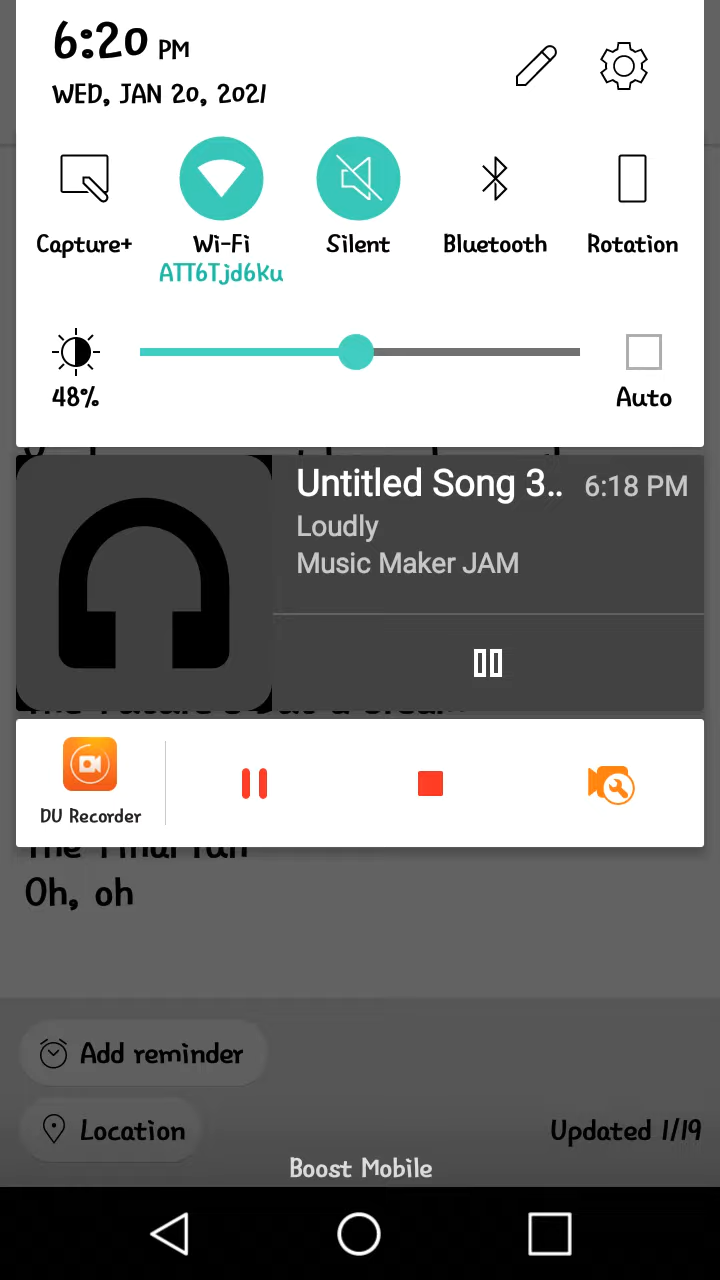 6:20 PM
WED, JAN 20, 2021
Capture+
Wi-Fi
ATT6Tjd6Ku
Silent
Bluetooth
Rotation
48%
Auto
Untitled Song 3.. 6:18 PM
Loudly
Music Maker JAM
DU Recorder
Oh, oh
Add reminder
Location
Updated 1/19
Boost Mobile